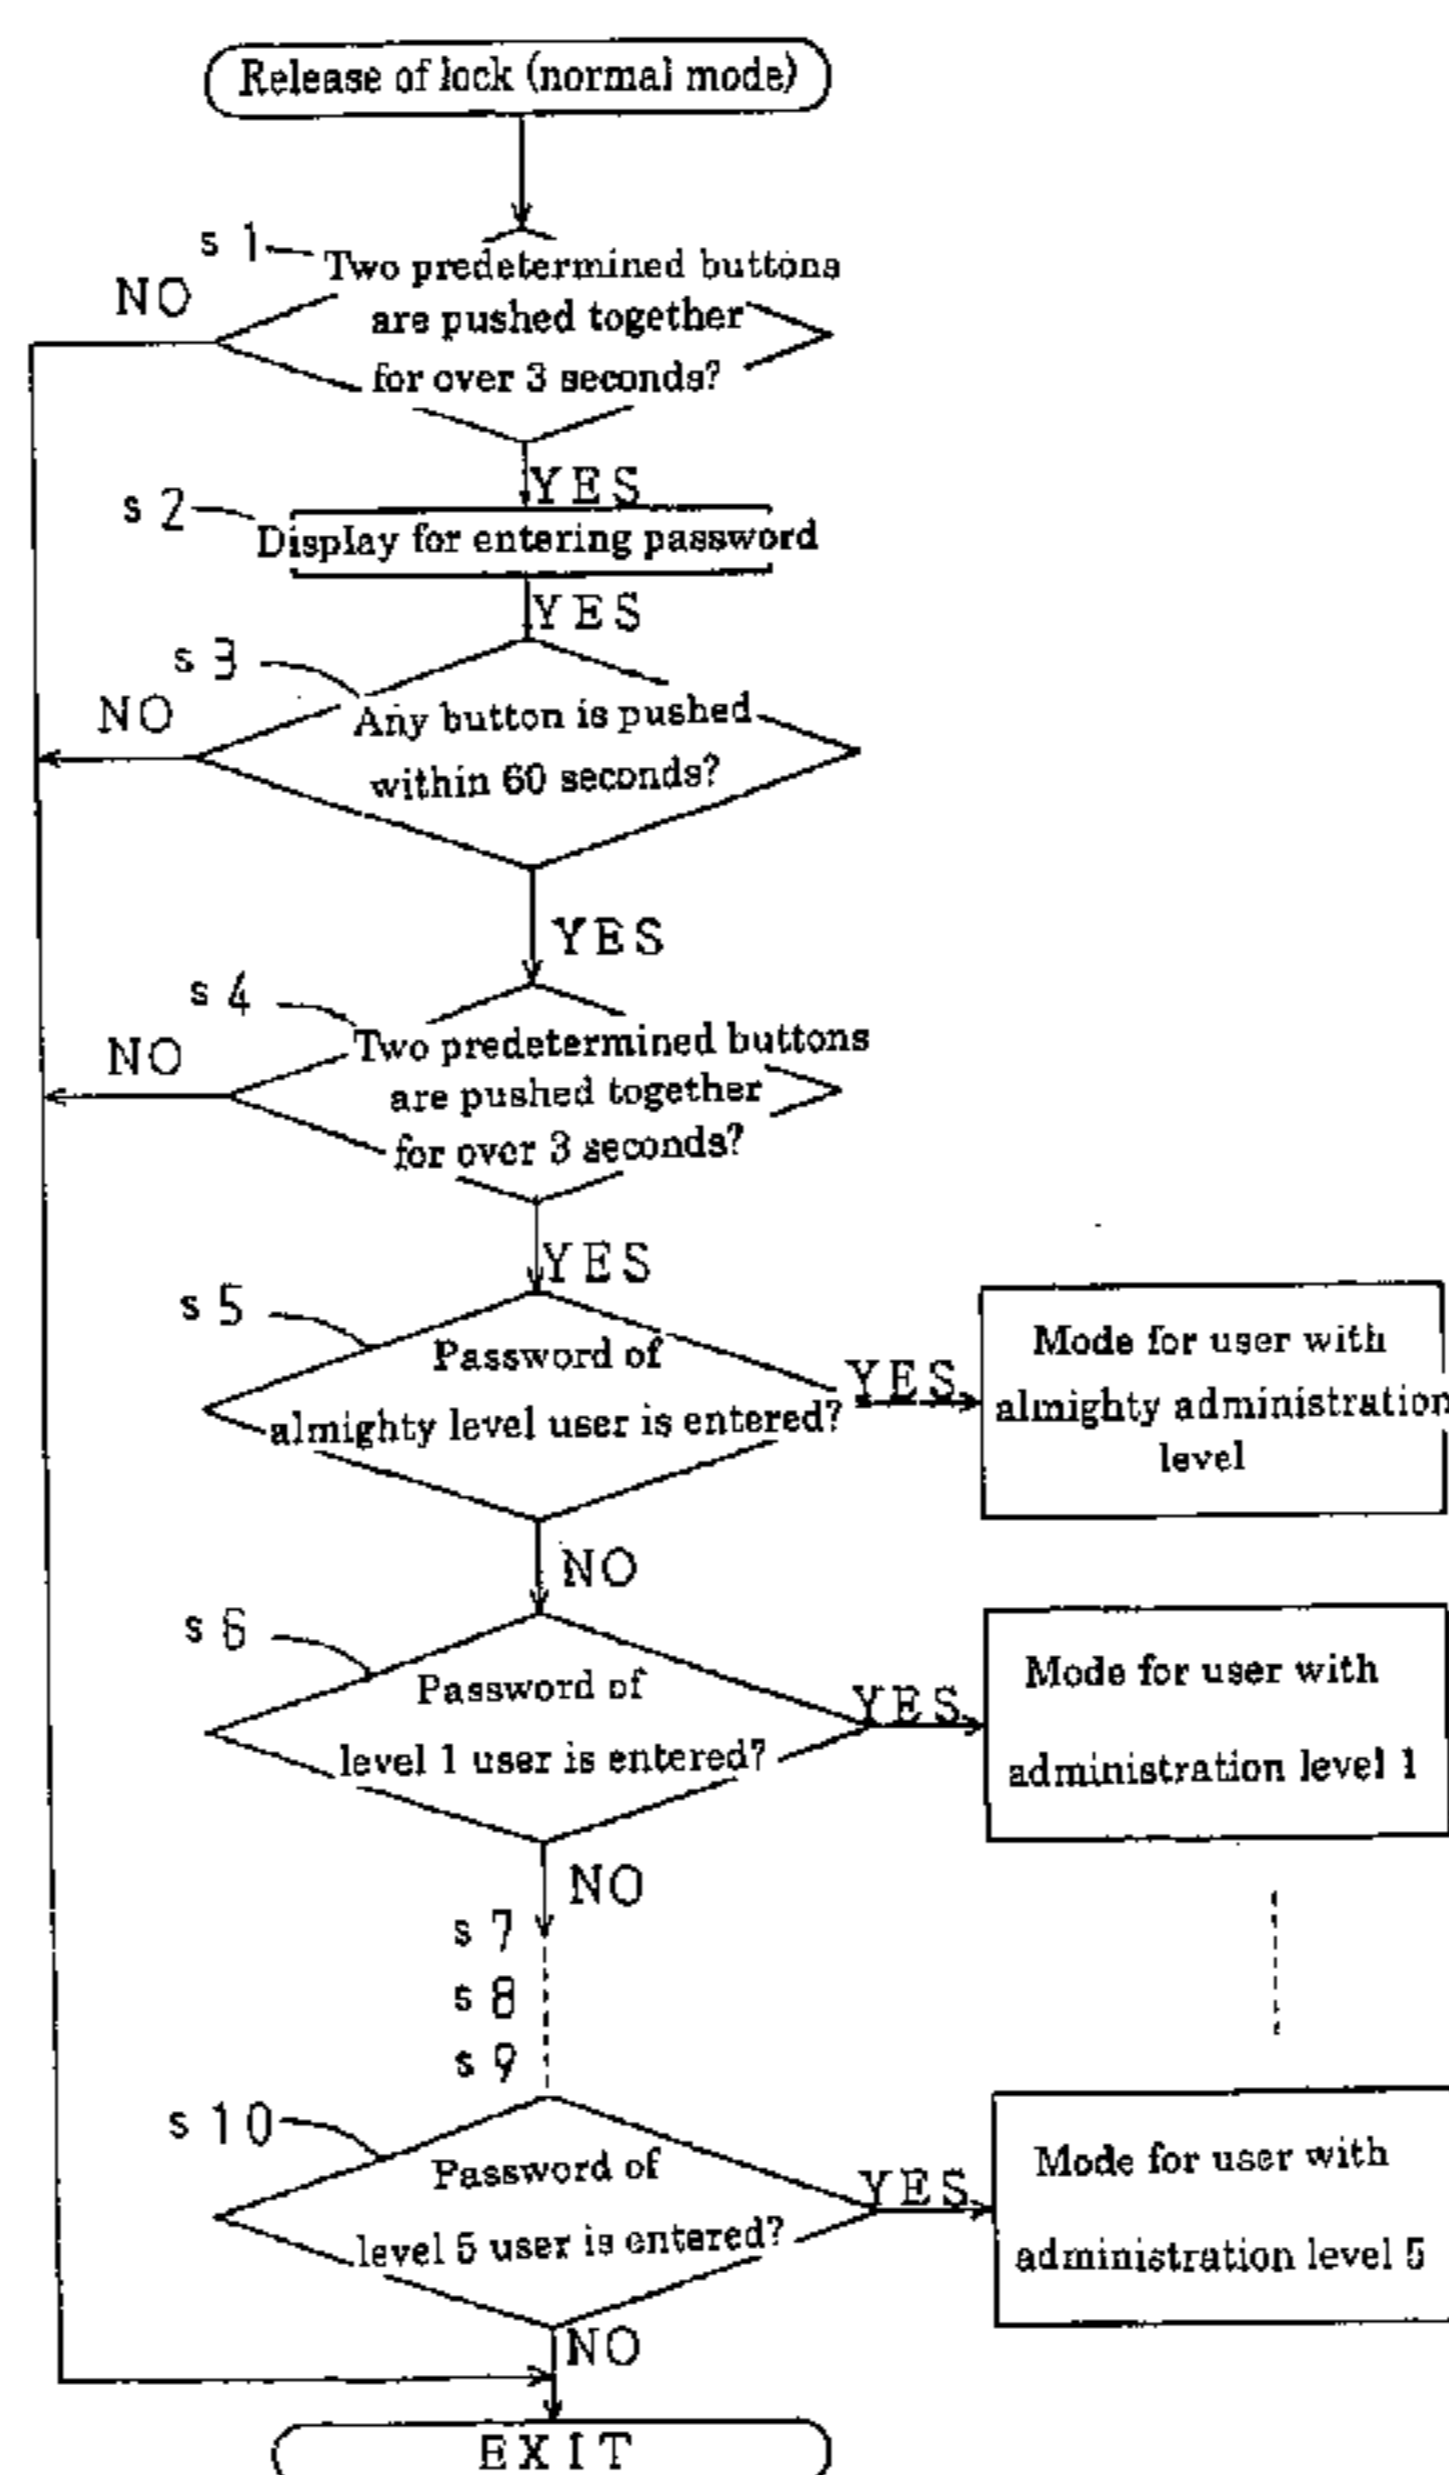 Release of lock (normal mode)
s 1
Two predetermined buttons
are pushed together
for over 3 seconds?
NO
YES
s 2
Display for entering password
YES
s 3
Any button is pushed
within 60 seconds?
NO
YES
s 4
Two predetermined buttons
are pushed together
for over 3 seconds?
NO
YES
s 5
Password of
almighty level user is entered?
YES
Mode for user with
almighty administration
level
NO
s 6
Password of
level 1 user is entered?
YES
Mode for user with
administration level 1
NO
s 7
s 8
s 9
s 10
Password of
level 5 user is entered?
YES
Mode for user with
administration level 5
NO
EXIT